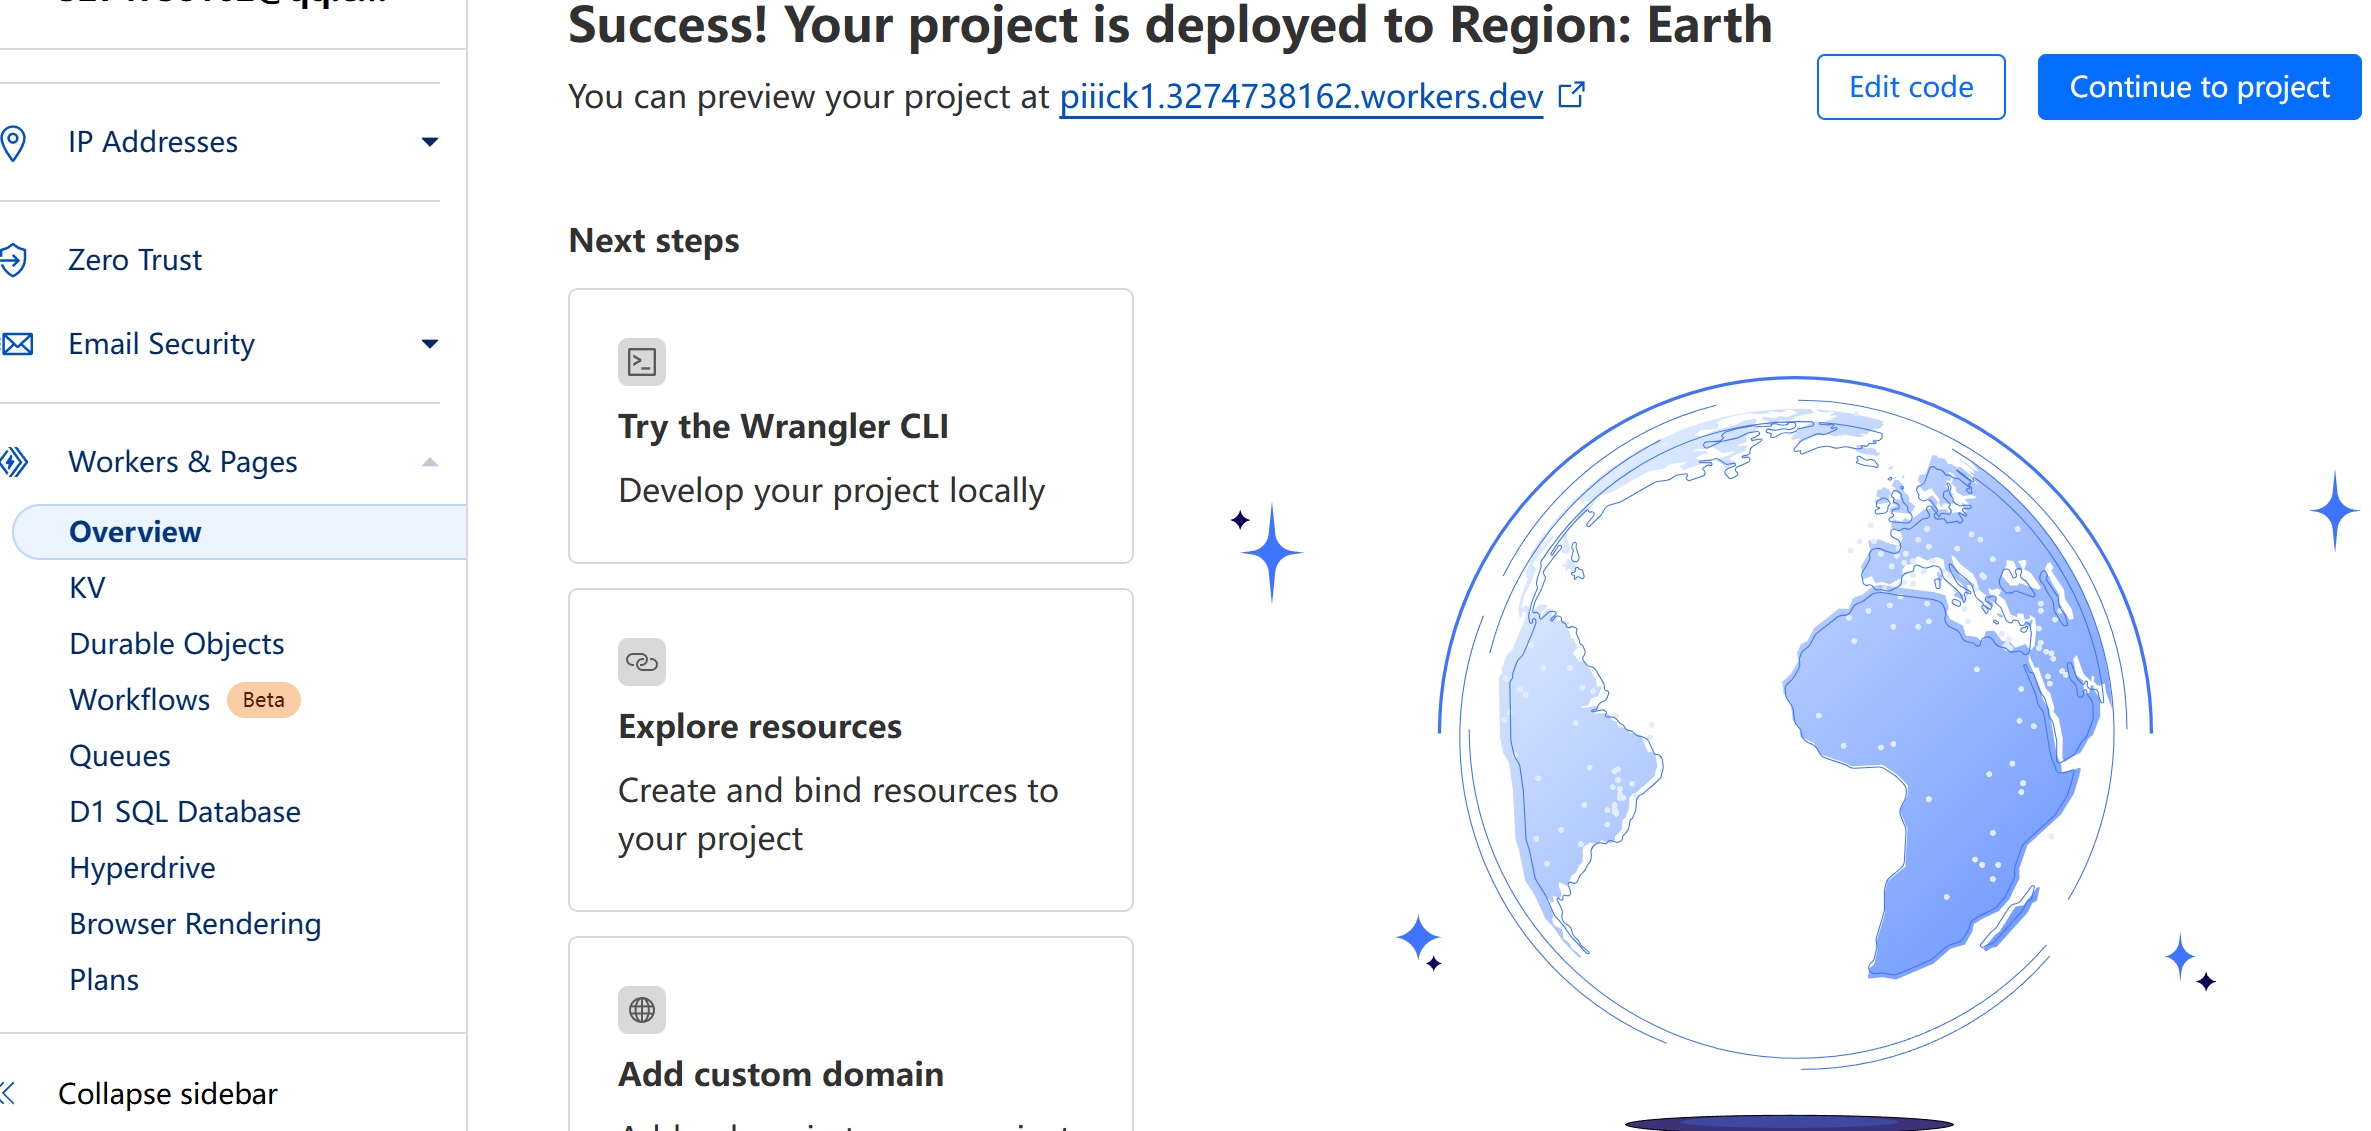 Success! Your project is deployed to Region: Earth
You can preview your project at piiick1.3274738162.workers.dev
Edit code
Continue to project
IP Addresses
Zero Trust
Email Security
Workers & Pages
Overview
KV
Durable Objects
Workflows Beta
Queues
D1 SQL Database
Hyperdrive
Browser Rendering
Plans
Collapse sidebar
Next steps
Try the Wrangler CLI
Develop your project locally
Explore resources
Create and bind resources to
your project
Add custom domain